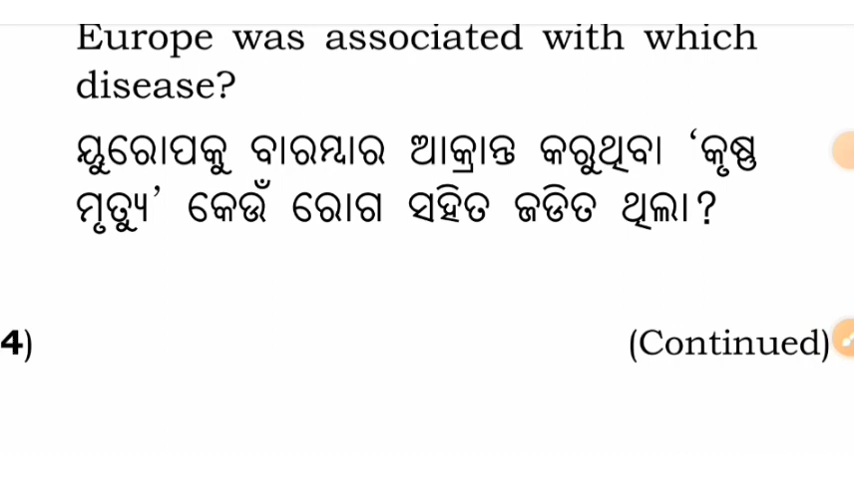 Europe was associated with which
disease?
ୟୁରୋପକୁ ବାରମ୍ବାର ଆକ୍ରାନ୍ତ କରୁଥିବା ‘କୃଷ୍ଣ
ମୃତ୍ୟୁ’ କେଉଁ ରୋଗ ସହିତ ଜଡିତ ଥିଲା?
4) (Continued)